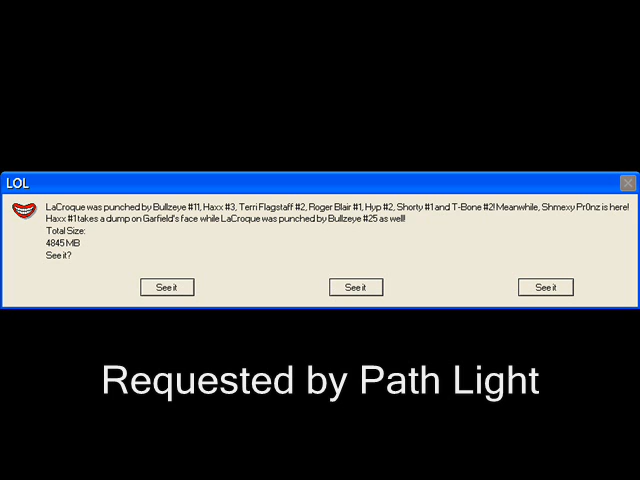 LOL
LaCroque was punched by Bullzeye #11, Haxx #3, Terri Flagstaff #2, Roger Blair #1, Hyp #2, Shorty #1 and T-Bone #2! Meanwhile, Shmexy Pr0nz is here!
Haxx #1 takes a dump on Garfield's face while LaCroque was punched by Bullzeye #25 as well!
Total Size:
4845 MB
See it?
See it See it See it
Requested by Path Light